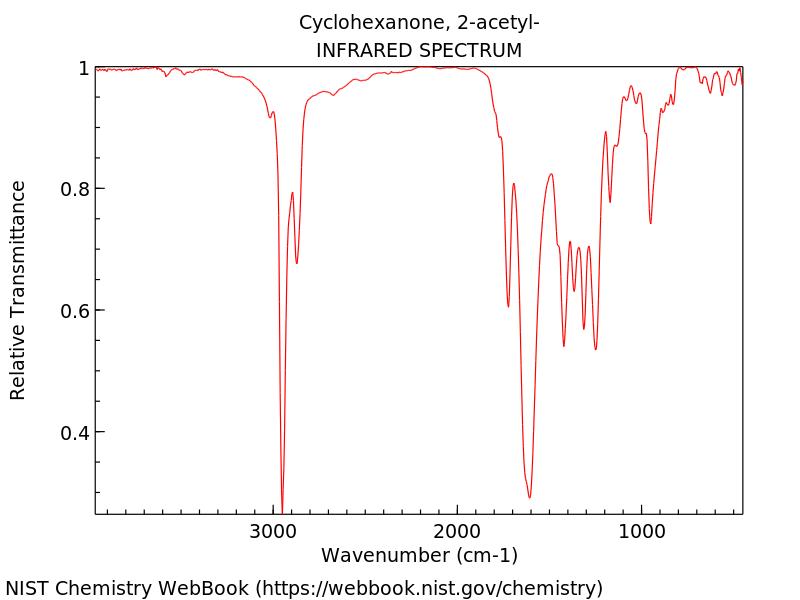 Cyclohexanone, 2-acetyl-
INFRARED SPECTRUM
1
0.8
0.6
0.4
Relative Transmittance
3000 2000 1000
Wavenumber (cm-1)
NIST Chemistry WebBook (https://webbook.nist.gov/chemistry)